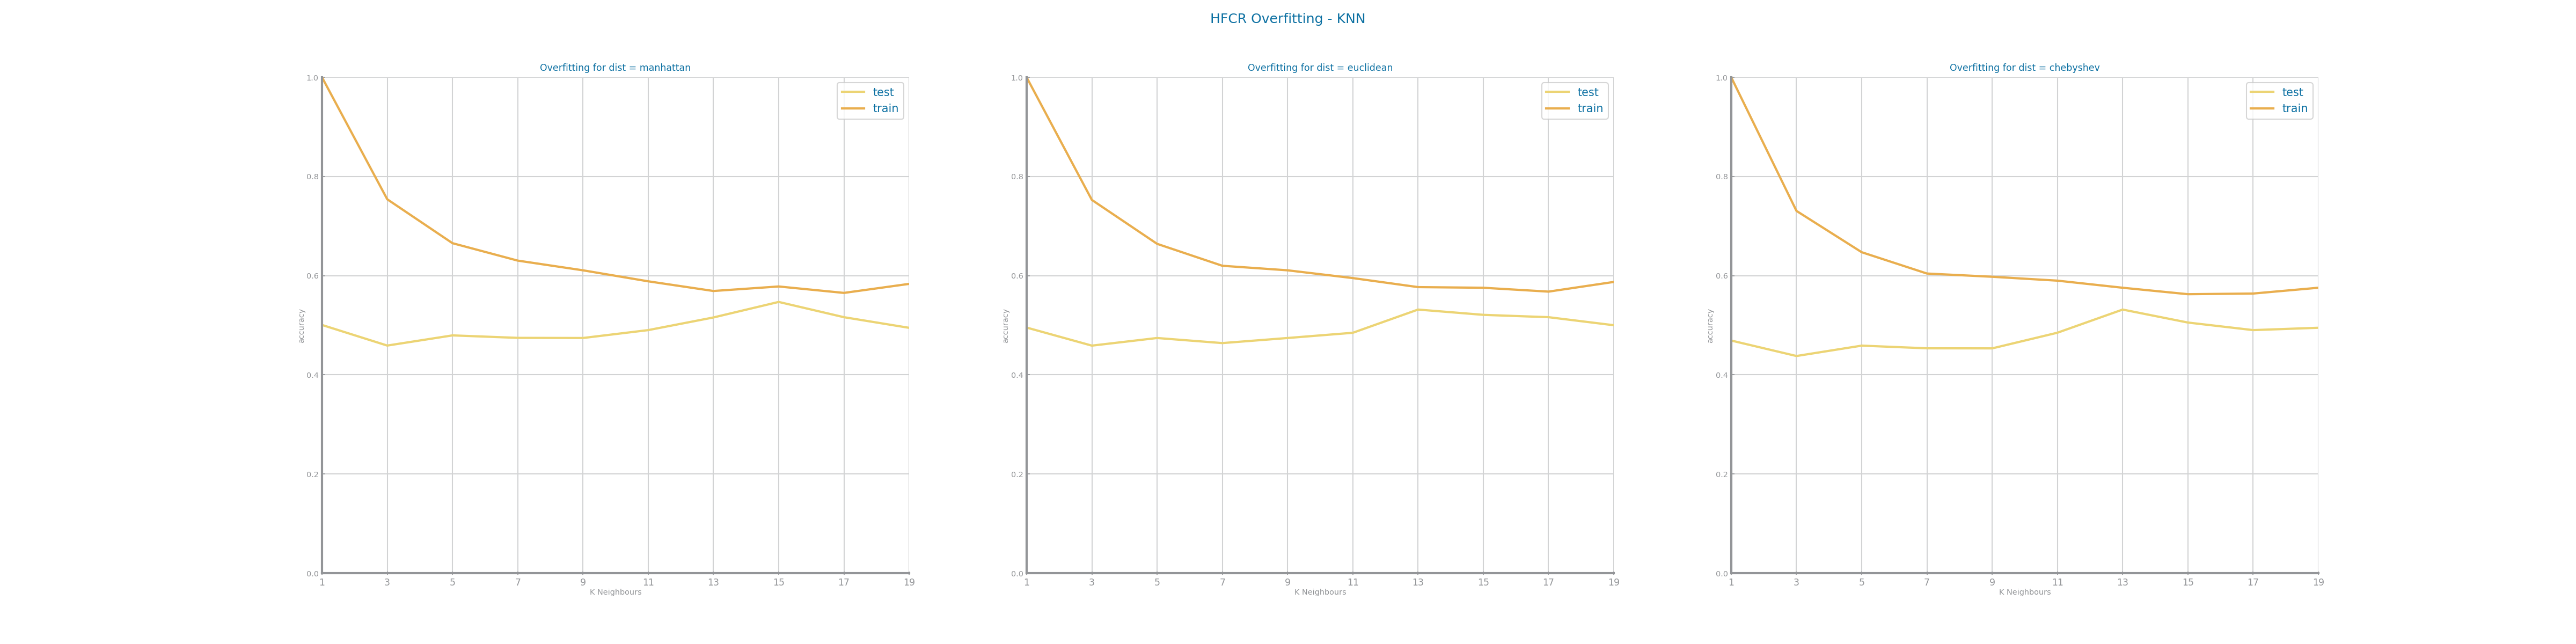 HFCR Overfitting - KNN
Overfitting for dist = manhattan
test
train
1.0
0.8
0.6
0.4
0.2
0.0
accuracy
1 3 5 7 9 11 13 15 17 19
K Neighbours
Overfitting for dist = euclidean
test
train
1.0
0.8
0.6
0.4
0.2
0.0
accuracy
1 3 5 7 9 11 13 15 17 19
K Neighbours
Overfitting for dist = chebyshev
test
train
1.0
0.8
0.6
0.4
0.2
0.0
accuracy
1 3 5 7 9 11 13 15 17 19
K Neighbours